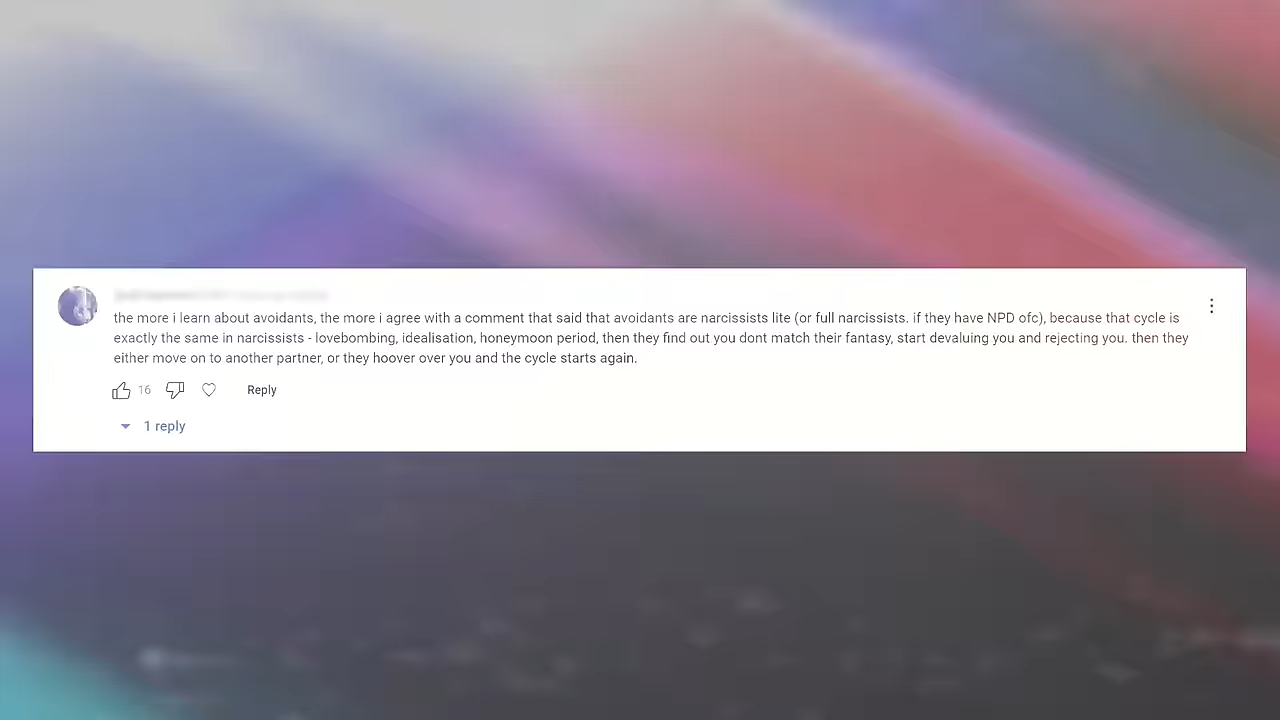 the more i learn about avoidants, the more i agree with a comment that said that avoidants are narcissists lite (or full narcissists. if they have NPD ofc), because that cycle is
exactly the same in narcissists - lovebombing, idealisation, honeymoon period, then they find out you dont match their fantasy, start devaluing you and rejecting you. then they
either move on to another partner, or they hoover over you and the cycle starts again.
16
Reply
1 reply